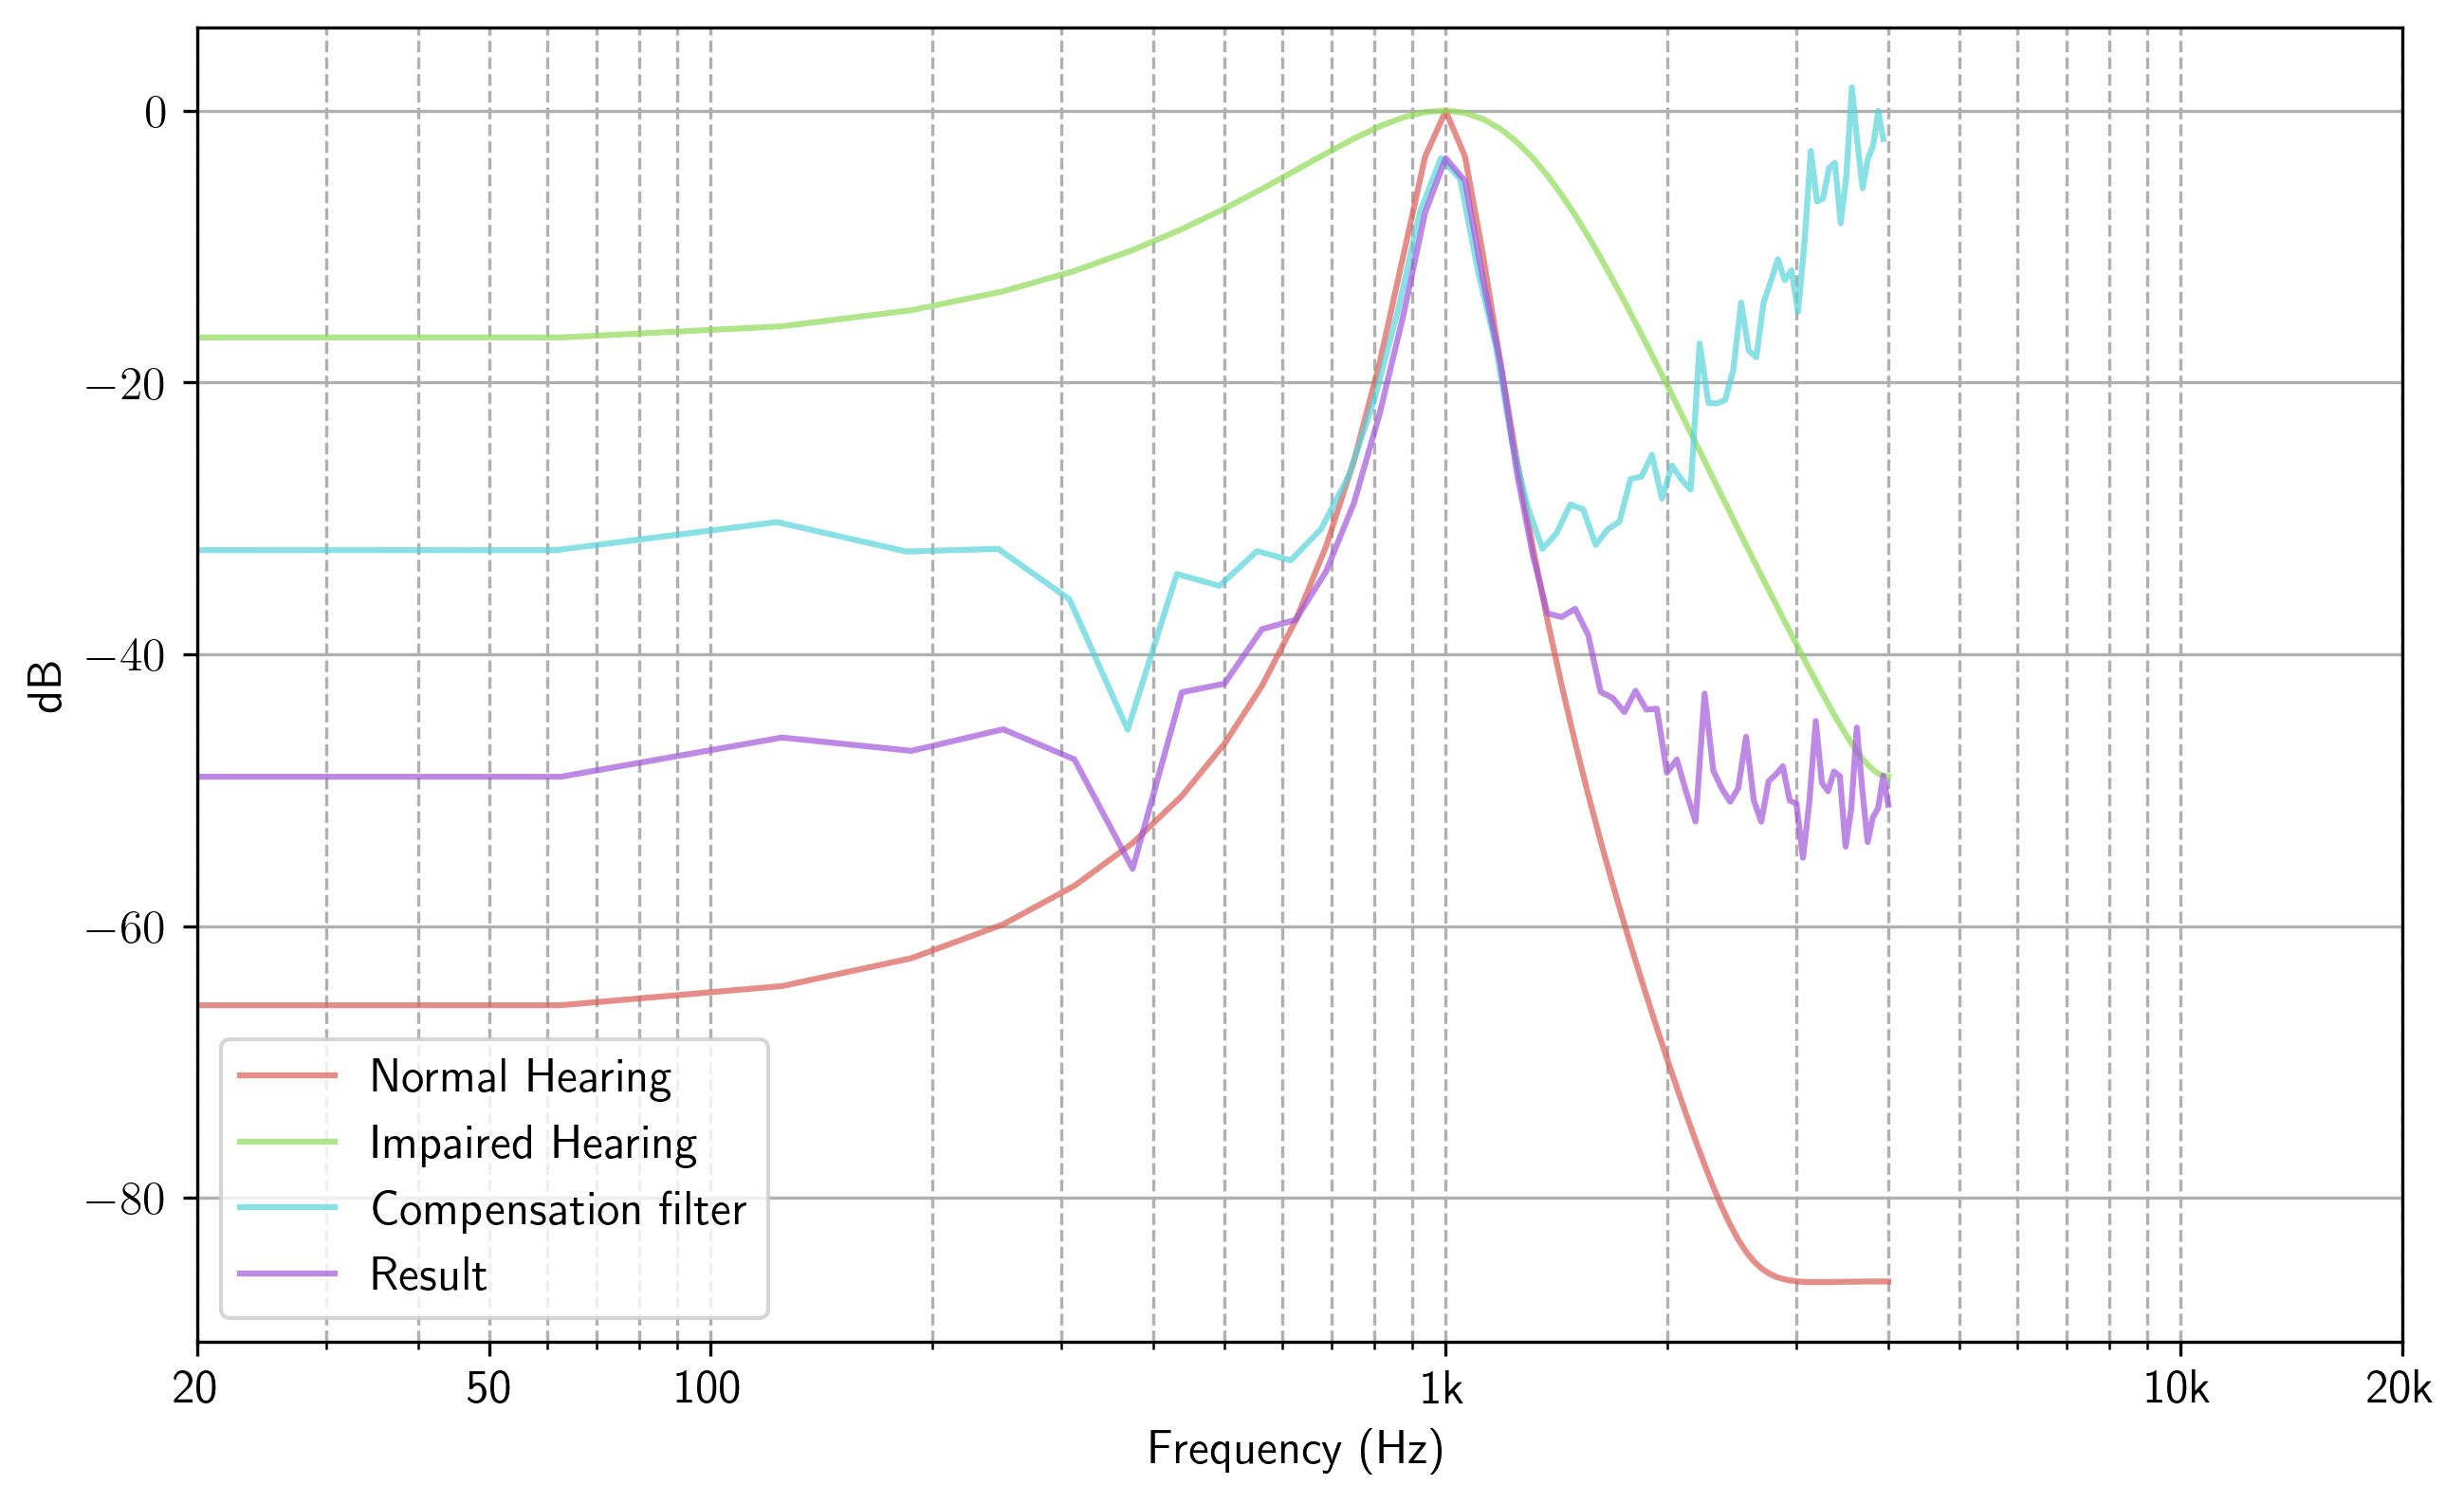 0
−20
−40
−60
−80
dB
Normal Hearing
Impaired Hearing
Compensation filter
Result
20 50 100 1k 10k 20k
Frequency (Hz)